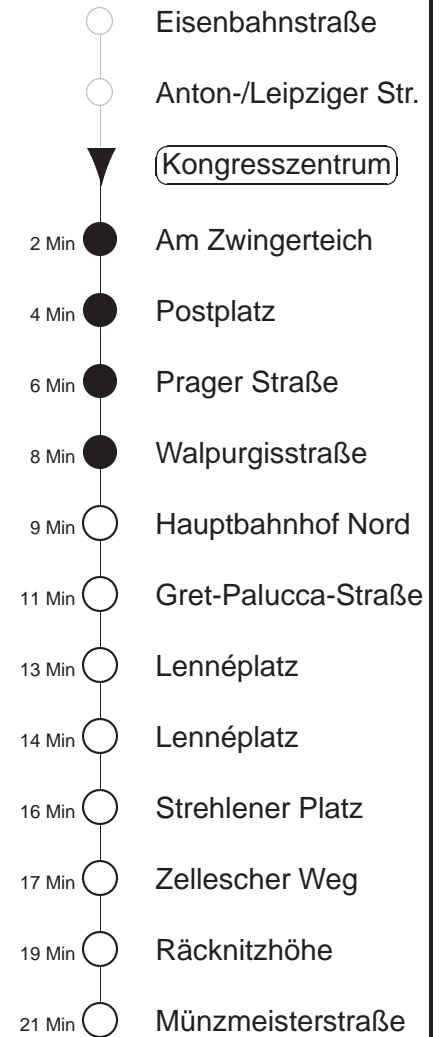 Eisenbahnstraße
Anton-/Leipziger Str.
Kongresszentrum
2 Min Am Zwingerteich
4 Min Postplatz
6 Min Prager Straße
8 Min Walpurgisstraße
9 Min Hauptbahnhof Nord
11 Min Gret-Palucca-Straße
13 Min Lennéplatz
14 Min Lennéplatz
16 Min Strehlener Platz
17 Min Zellescher Weg
19 Min Räcknitzhöhe
21 Min Münzmeisterstraße